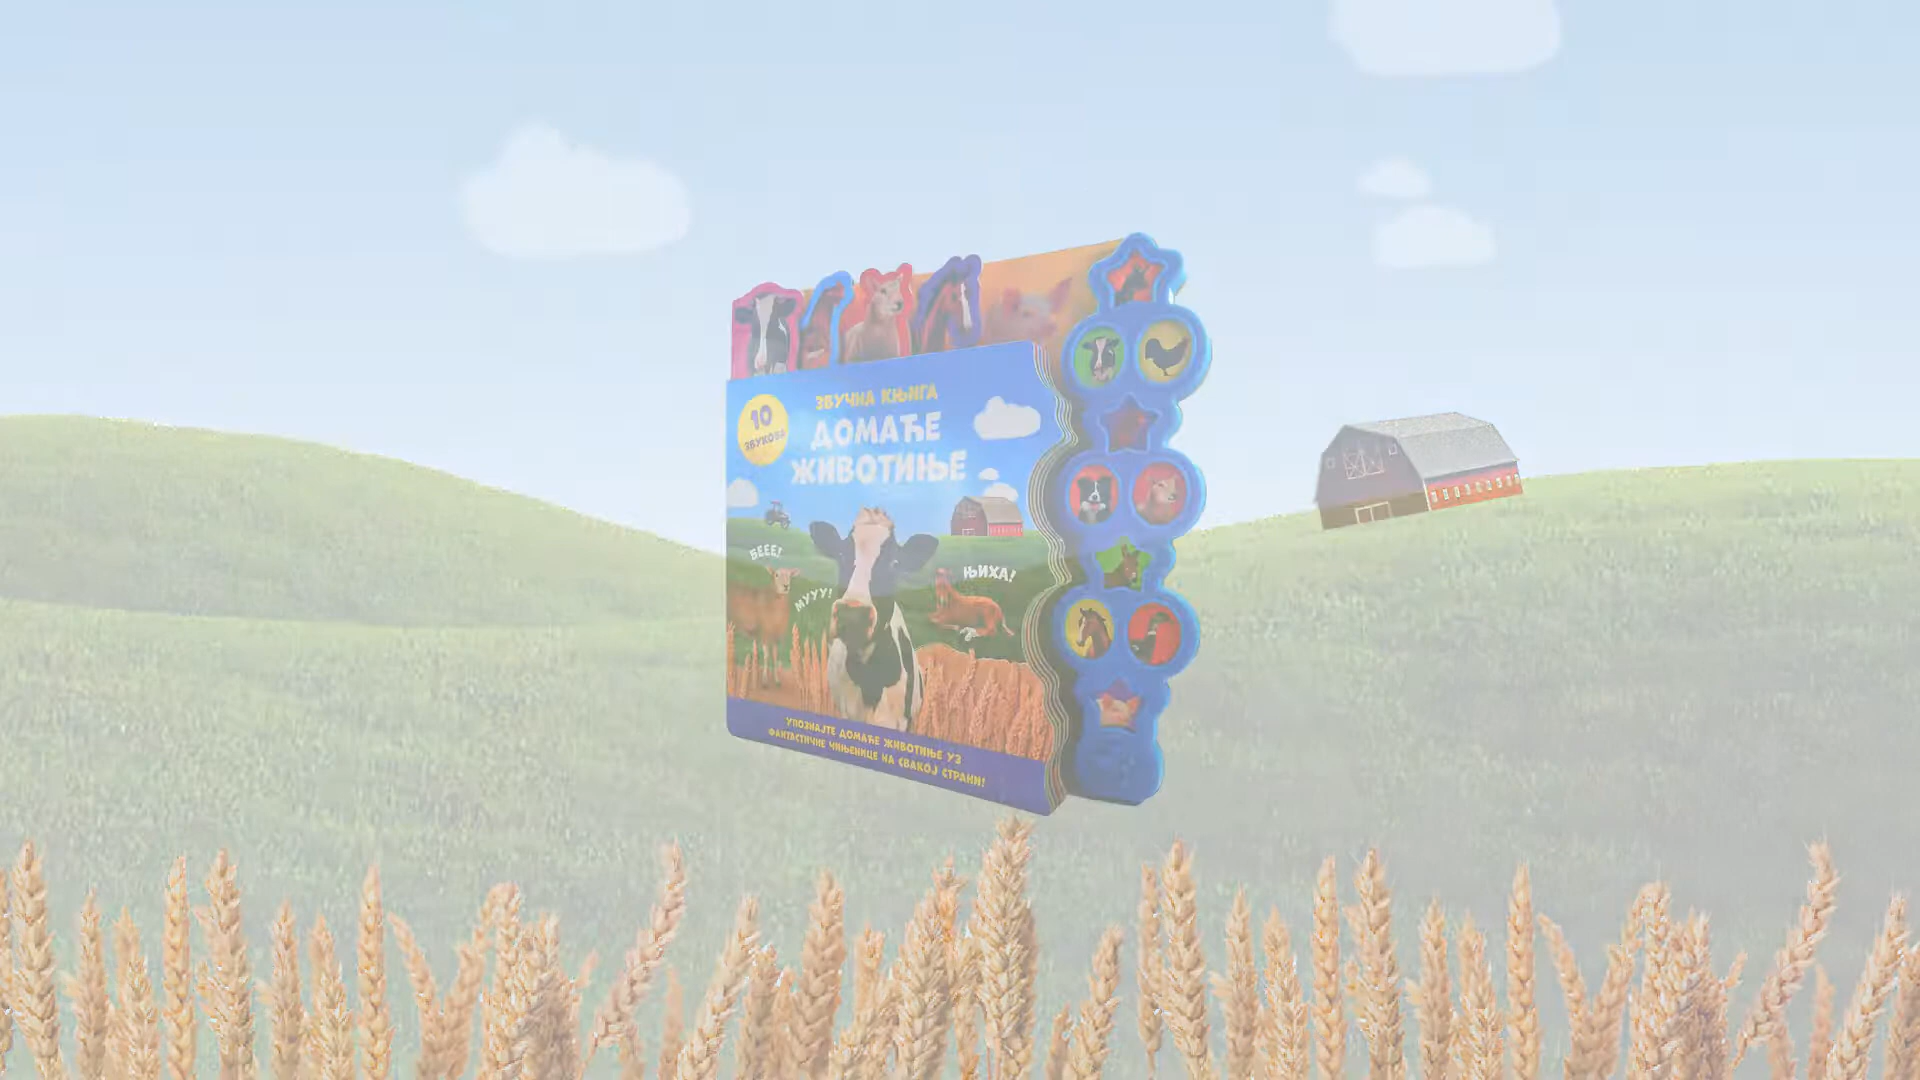 10
ЗВУКОВА
ЗВУЧНА КЊИГА
ДОМАЋЕ
ЖИВОТИЊЕ
БЕЕЕ!
МУУУ!
ЊИХА!
УПОЗНАЈТЕ ДОМАЋЕ ЖИВОТИЊЕ УЗ
ФАНТАСТИЧНЕ ЧИЊЕНИЦЕ НА СВАКОЈ СТРАНИ!